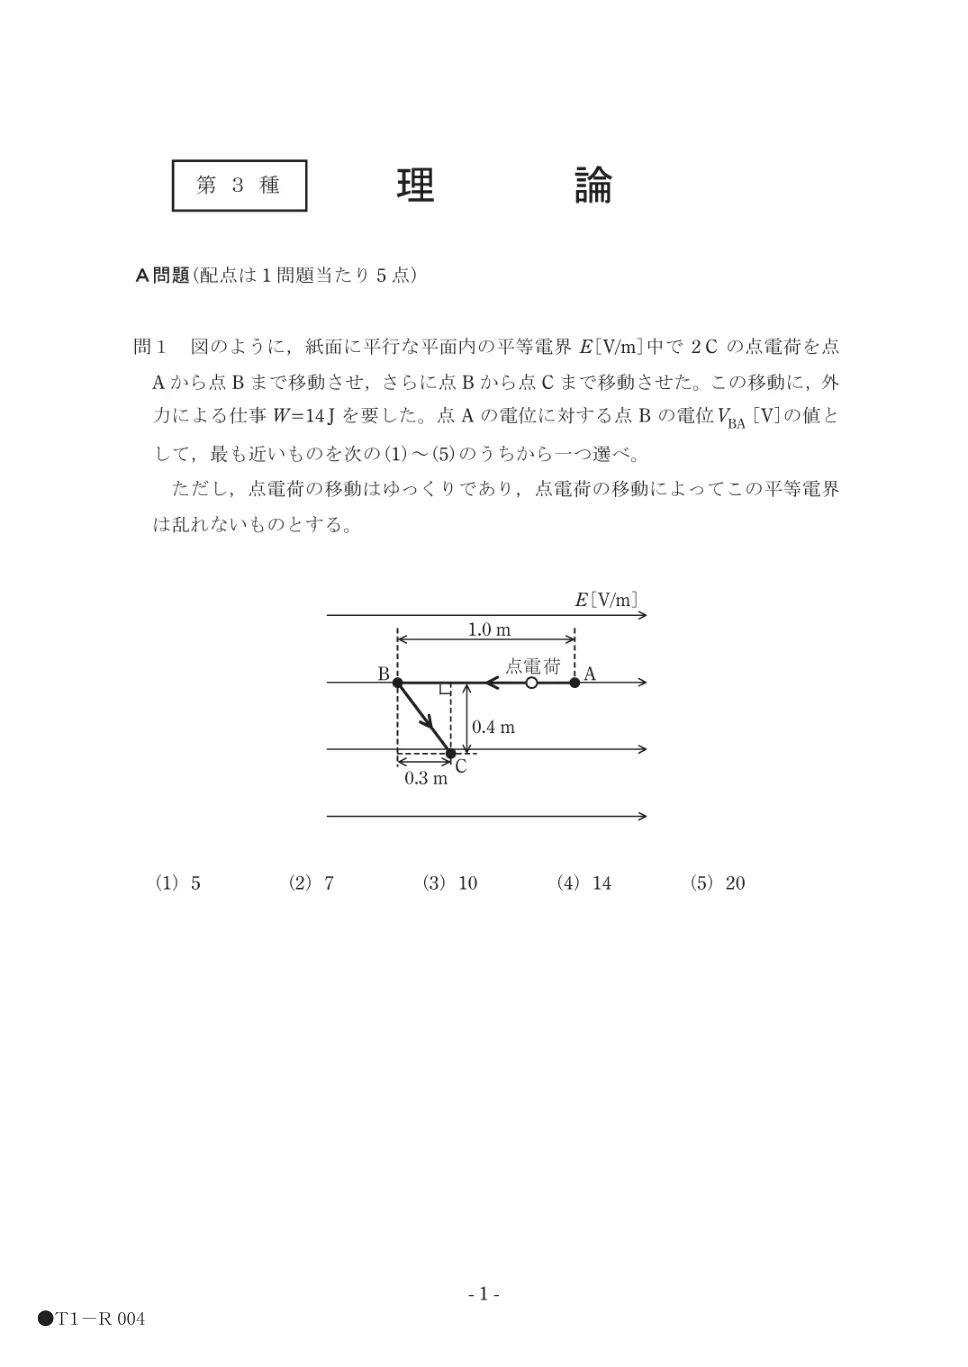 第 3 種
理 論
A問題(配点は1問題当たり5点)
問1 図のように，紙面に平行な平面内の平等電界 E[V/m]中で 2C の点電荷を点
Aから点Bまで移動させ，さらに点Bから点Cまで移動させた。この移動に，外
力による仕事 W=14J を要した。点 A の電位に対する点 B の電位VBA [V]の値と
して，最も近いものを次の(1)～(5)のうちから一つ選べ。
ただし，点電荷の移動はゆっくりであり，点電荷の移動によってこの平等電界
は乱れないものとする。
E[V/m]
1.0 m
点電荷
B
A
0.4 m
C
0.3 m
(1) 5 (2) 7 (3) 10 (4) 14 (5) 20
- 1 -
●T1－R 004